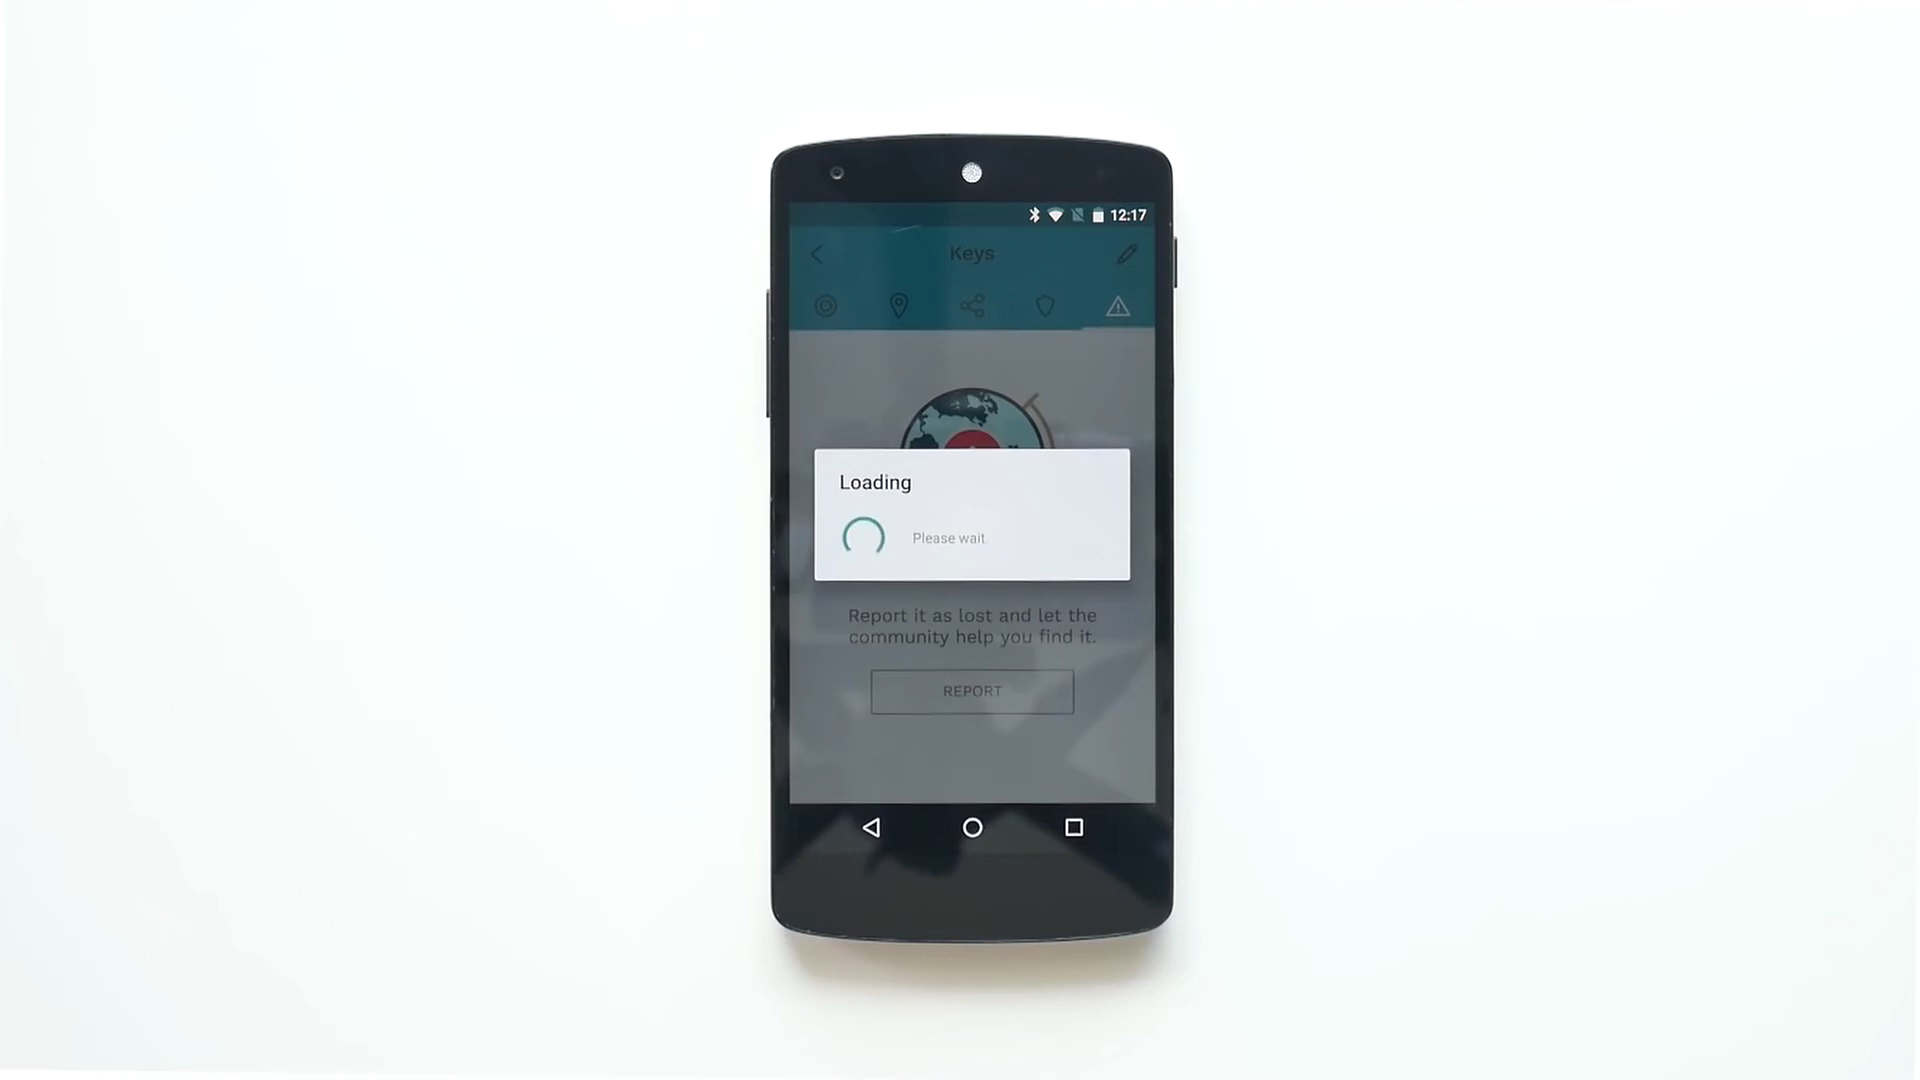 12:17
Keys
Loading
Please wait.
Report it as lost and let the
community help you find it.
REPORT